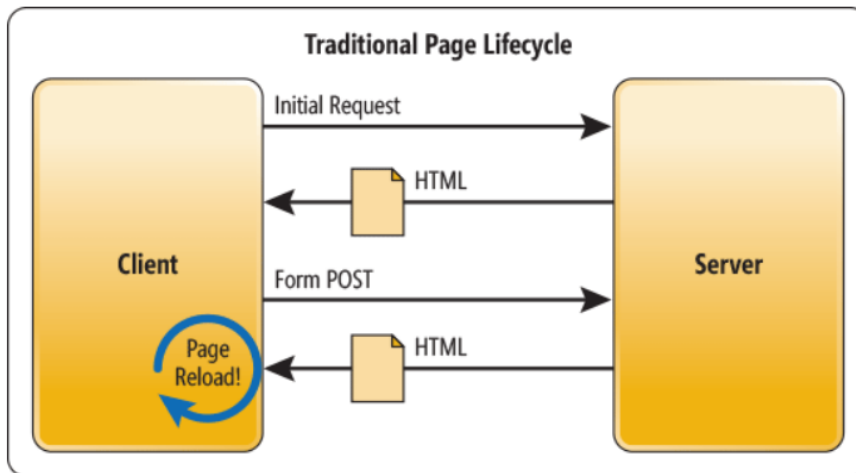 Traditional Page Lifecycle
Initial Request
HTML
Client
Server
Form POST
HTML
Page
Reload!